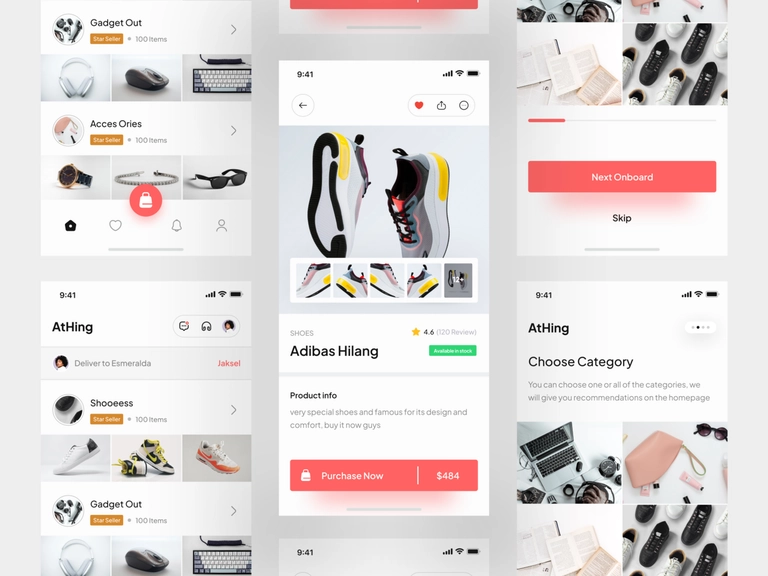 Gadget Out
Star Seller
100 Items
Acces Ories
Star Seller
100 Items
9:41
AtHing
Deliver to Esmeralda
Jaksel
Shooeess
Star Seller
100 Items
Gadget Out
Star Seller
100 Items
9:41
SHOES
4.6 (120 Review)
Adibas Hilang
Available in stock
Product info
very special shoes and famous for its design and
comfort, buy it now guys
Purchase Now
$484
9:41
Next Onboard
Skip
9:41
AtHing
Choose Category
You can choose one or all of the categories, we
will give you recommendations on the homepage